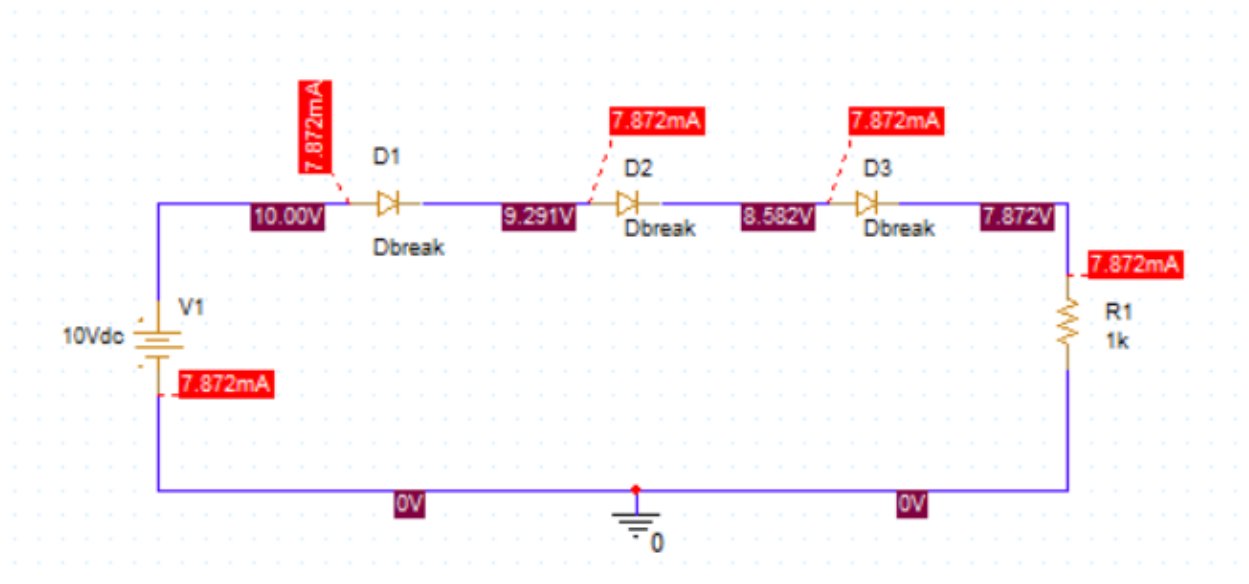 7.872mA
7.872mA
7.872mA
D1
D2
D3
10.00V
9.291V
8.582V
7.872V
Dbreak
Dbreak
Dbreak
7.872mA
V1
10Vdc
R1
1k
7.872mA
0V
0V
0